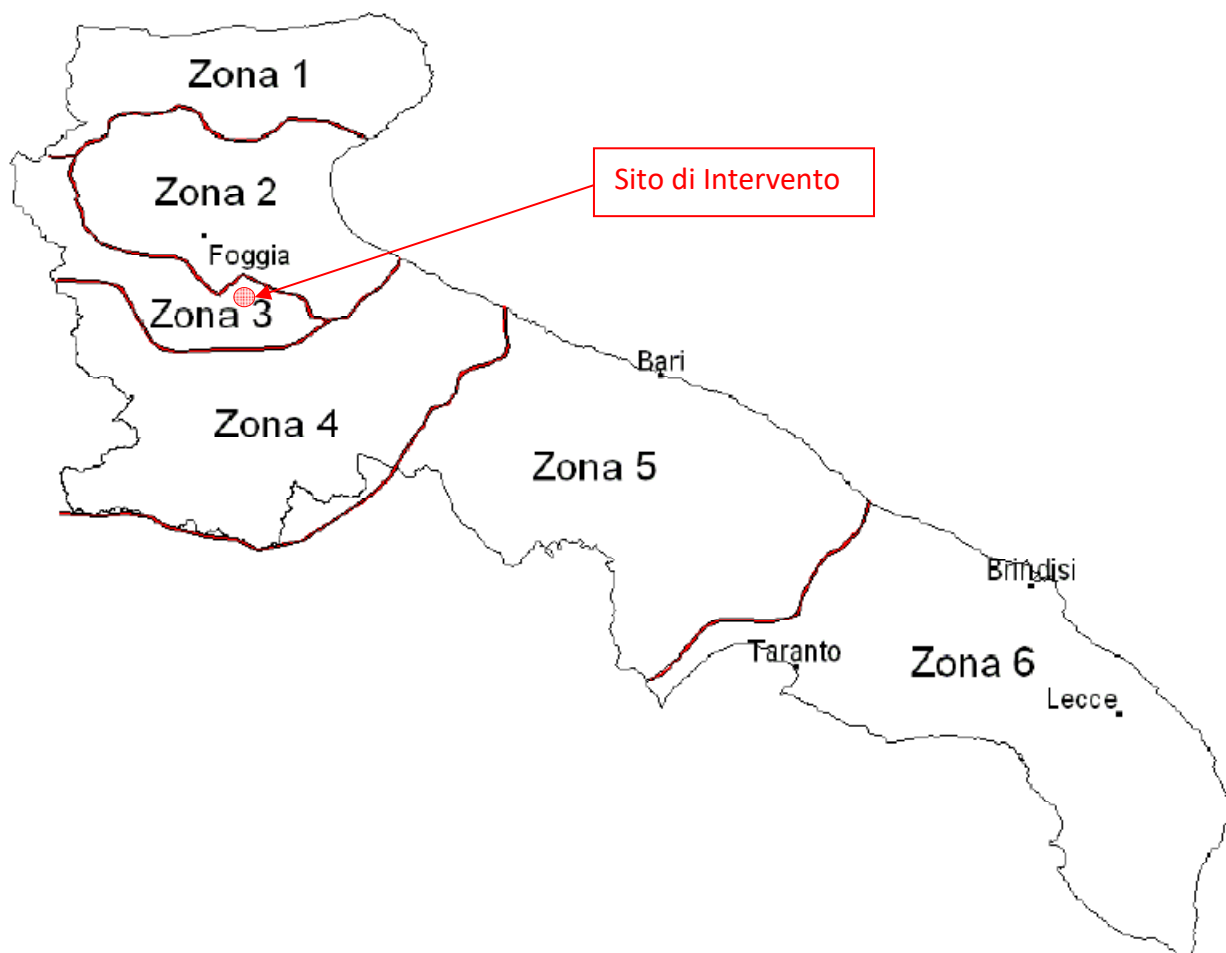 Zona 1
Zona 2
Sito di Intervento
Foggia
Zona 3
Bari
Zona 4
Zona 5
Brindisi
Taranto
Zona 6
Lecce